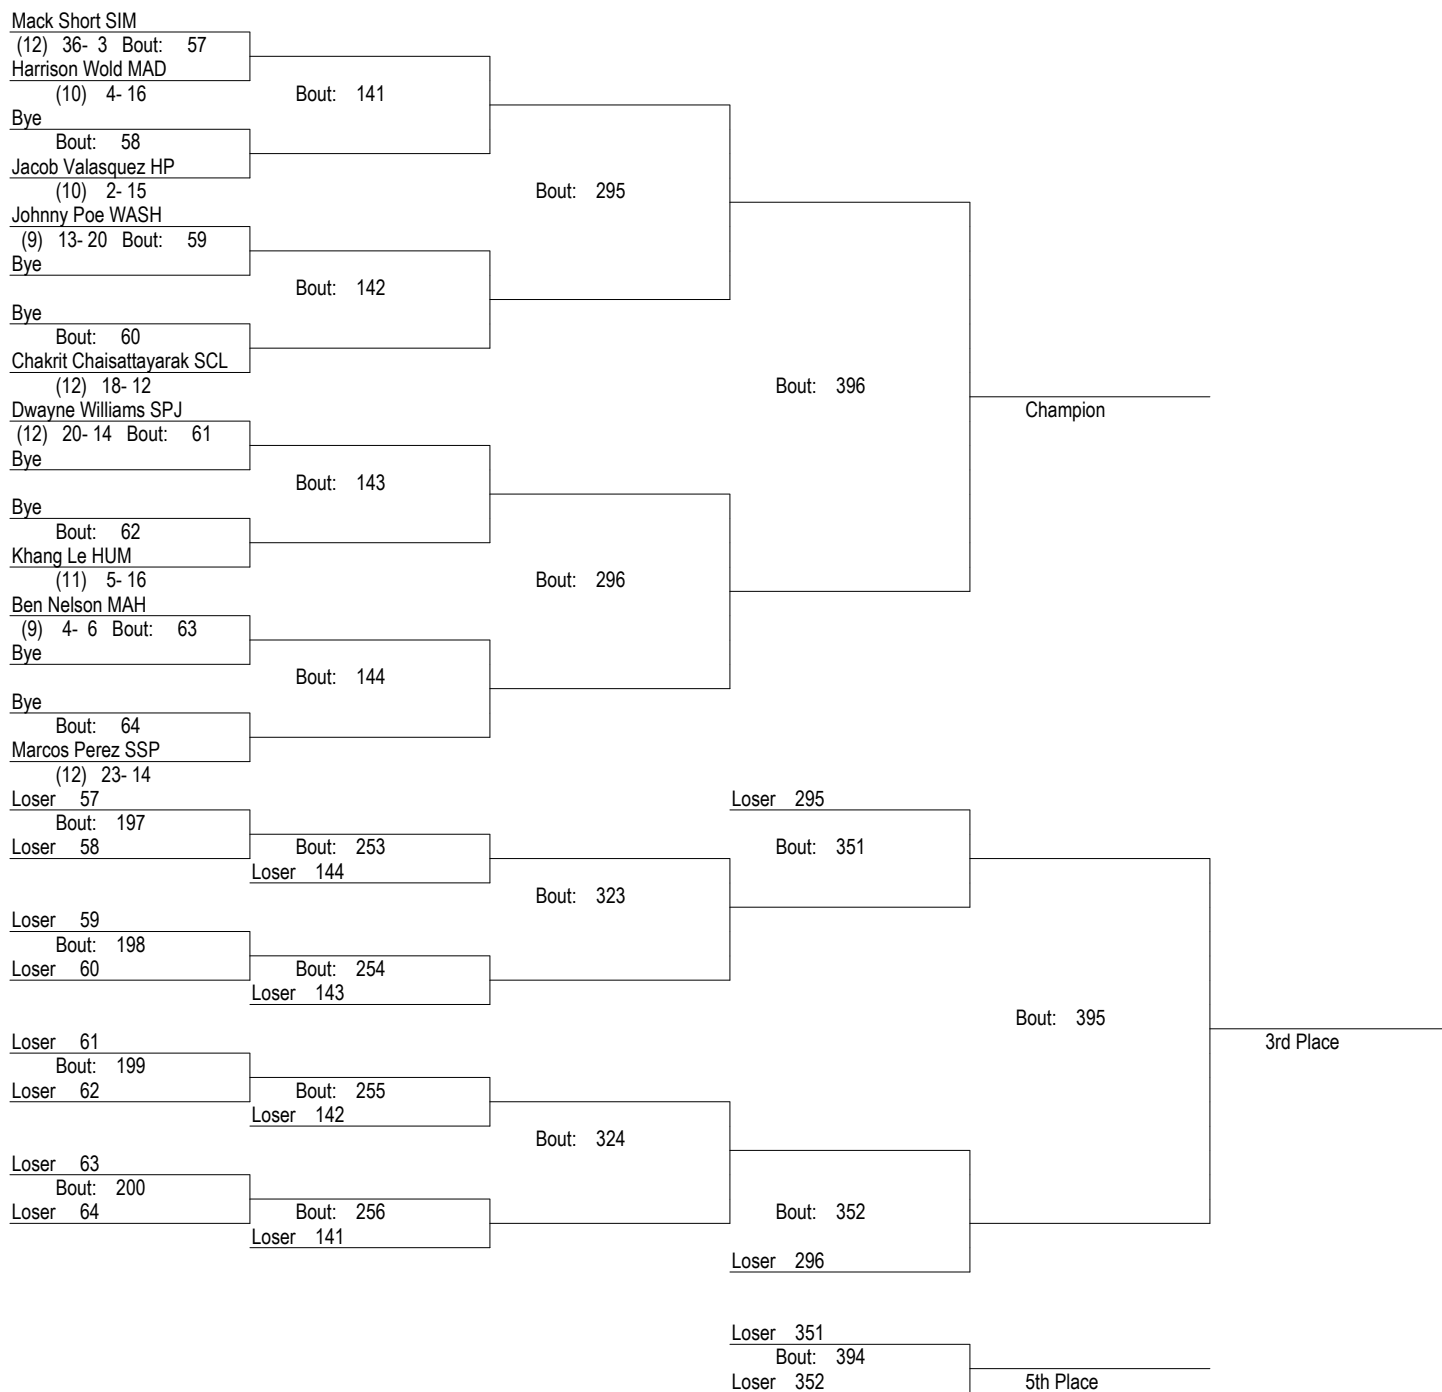 Mack Short SIM
(12) 36- 3 Bout: 57
Harrison Wold MAD
(10) 4- 16
Bout: 141
Bye
Bout: 58
Jacob Valasquez HP
(10) 2- 15
Bout: 295
Johnny Poe WASH
(9) 13- 20 Bout: 59
Bye
Bout: 142
Bye
Bout: 60
Chakrit Chaisattayarak SCL
(12) 18- 12
Bout: 396
Dwayne Williams SPJ
Champion
(12) 20- 14 Bout: 61
Bye
Bout: 143
Bye
Bout: 62
Khang Le HUM
(11) 5- 16
Bout: 296
Ben Nelson MAH
(9) 4- 6 Bout: 63
Bye
Bout: 144
Bye
Bout: 64
Marcos Perez SSP
(12) 23- 14
Loser 57
Loser 295
Bout: 197
Loser 58
Bout: 253
Bout: 351
Loser 144
Bout: 323
Loser 59
Bout: 198
Loser 60
Bout: 254
Loser 143
Bout: 395
Loser 61
3rd Place
Bout: 199
Loser 62
Bout: 255
Loser 142
Bout: 324
Loser 63
Bout: 200
Loser 64
Bout: 256
Bout: 352
Loser 141
Loser 296
Loser 351
Bout: 394
Loser 352
5th Place